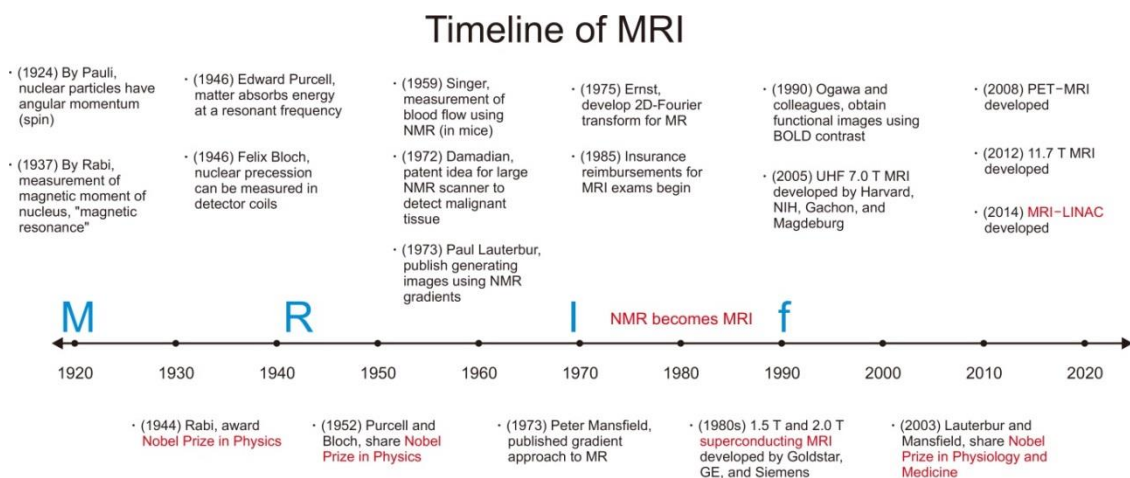 Timeline of MRI
· (1924) By Pauli,
nuclear particles have
angular momentum
(spin)
· (1937) By Rabi,
measurement of
magnetic moment of
nucleus, "magnetic
resonance"
· (1946) Edward Purcell,
matter absorbs energy
at a resonant frequency
· (1946) Felix Bloch,
nuclear precession
can be measured in
detector coils
· (1959) Singer,
measurement of
blood flow using
NMR (in mice)
· (1972) Damadian,
patent idea for large
NMR scanner to
detect malignant
tissue
· (1973) Paul Lauterbur,
publish generating
images using NMR
gradients
· (1975) Ernst,
develop 2D-Fourier
transform for MR
· (1985) Insurance
reimbursements for
MRI exams begin
· (1990) Ogawa and
colleagues, obtain
functional images using
BOLD contrast
· (2005) UHF 7.0 T MRI
developed by Harvard,
NIH, Gachon, and
Magdeburg
· (2008) PET−MRI
developed
· (2012) 11.7 T MRI
developed
· (2014) MRI−LINAC
developed
M R I NMR becomes MRI f
1920 1930 1940 1950 1960 1970 1980 1990 2000 2010 2020
· (1944) Rabi, award
Nobel Prize in Physics
· (1952) Purcell and
Bloch, share Nobel
Prize in Physics
· (1973) Peter Mansfield,
published gradient
approach to MR
· (1980s) 1.5 T and 2.0 T
superconducting MRI
developed by Goldstar,
GE, and Siemens
· (2003) Lauterbur and
Mansfield, share Nobel
Prize in Physiology and
Medicine